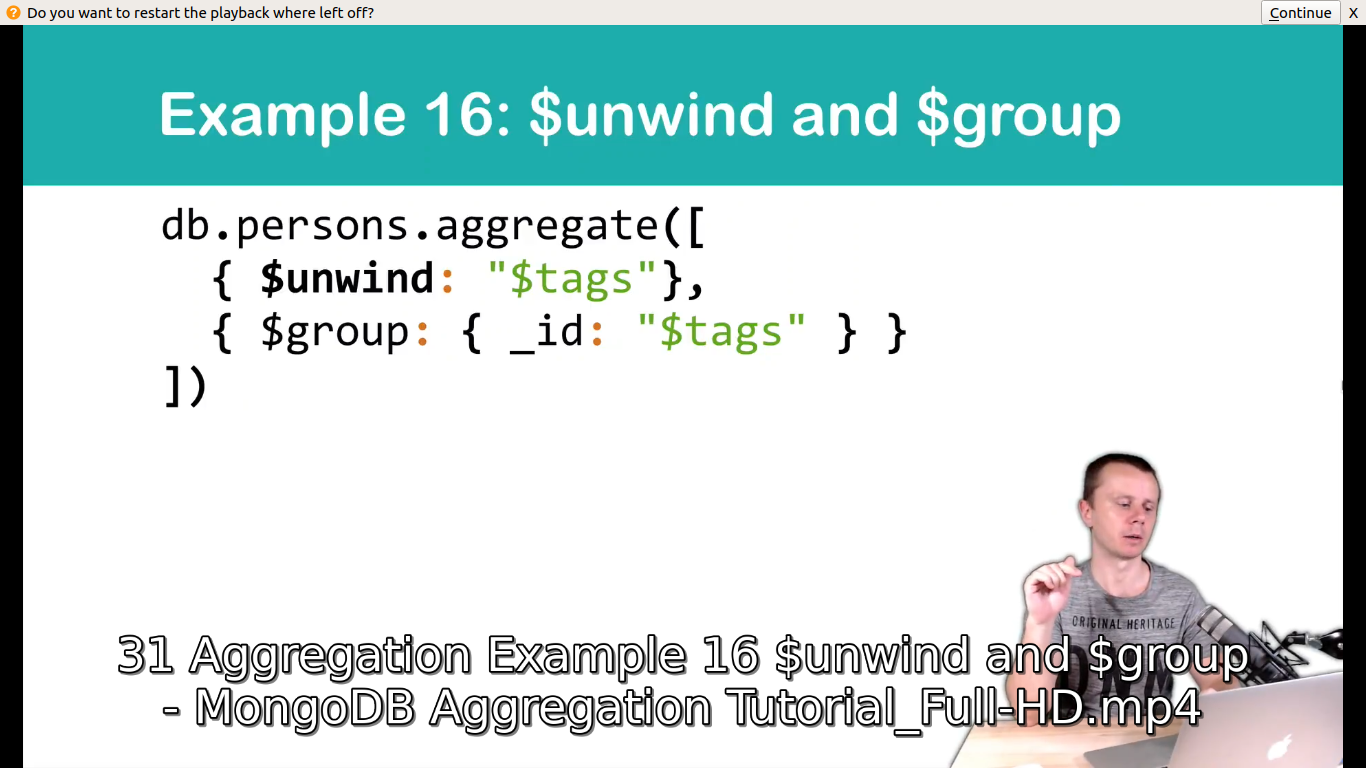 Do you want to restart the playback where left off?
Continue
X
Example 16: $unwind and $group
db.persons.aggregate([
{ $unwind: "$tags"},
{ $group: { _id: "$tags" } }
])
ORIGINAL HERITAGE
31 Aggregation Example 16 $unwind and $group
- MongoDB Aggregation Tutorial_Full-HD.mp4